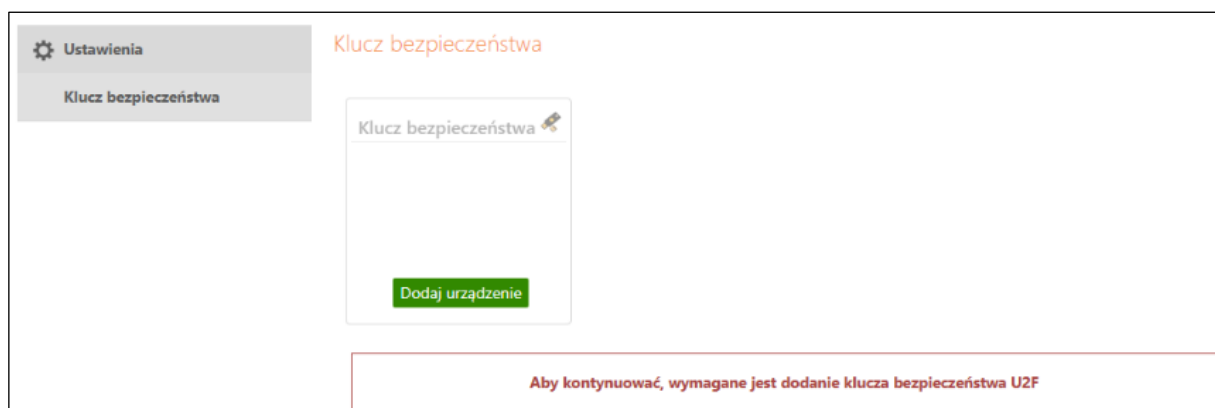 Ustawienia
Klucz bezpieczeństwa
Klucz bezpieczeństwa
Klucz bezpieczeństwa
Dodaj urządzenie
Aby kontynuować, wymagane jest dodanie klucza bezpieczeństwa U2F